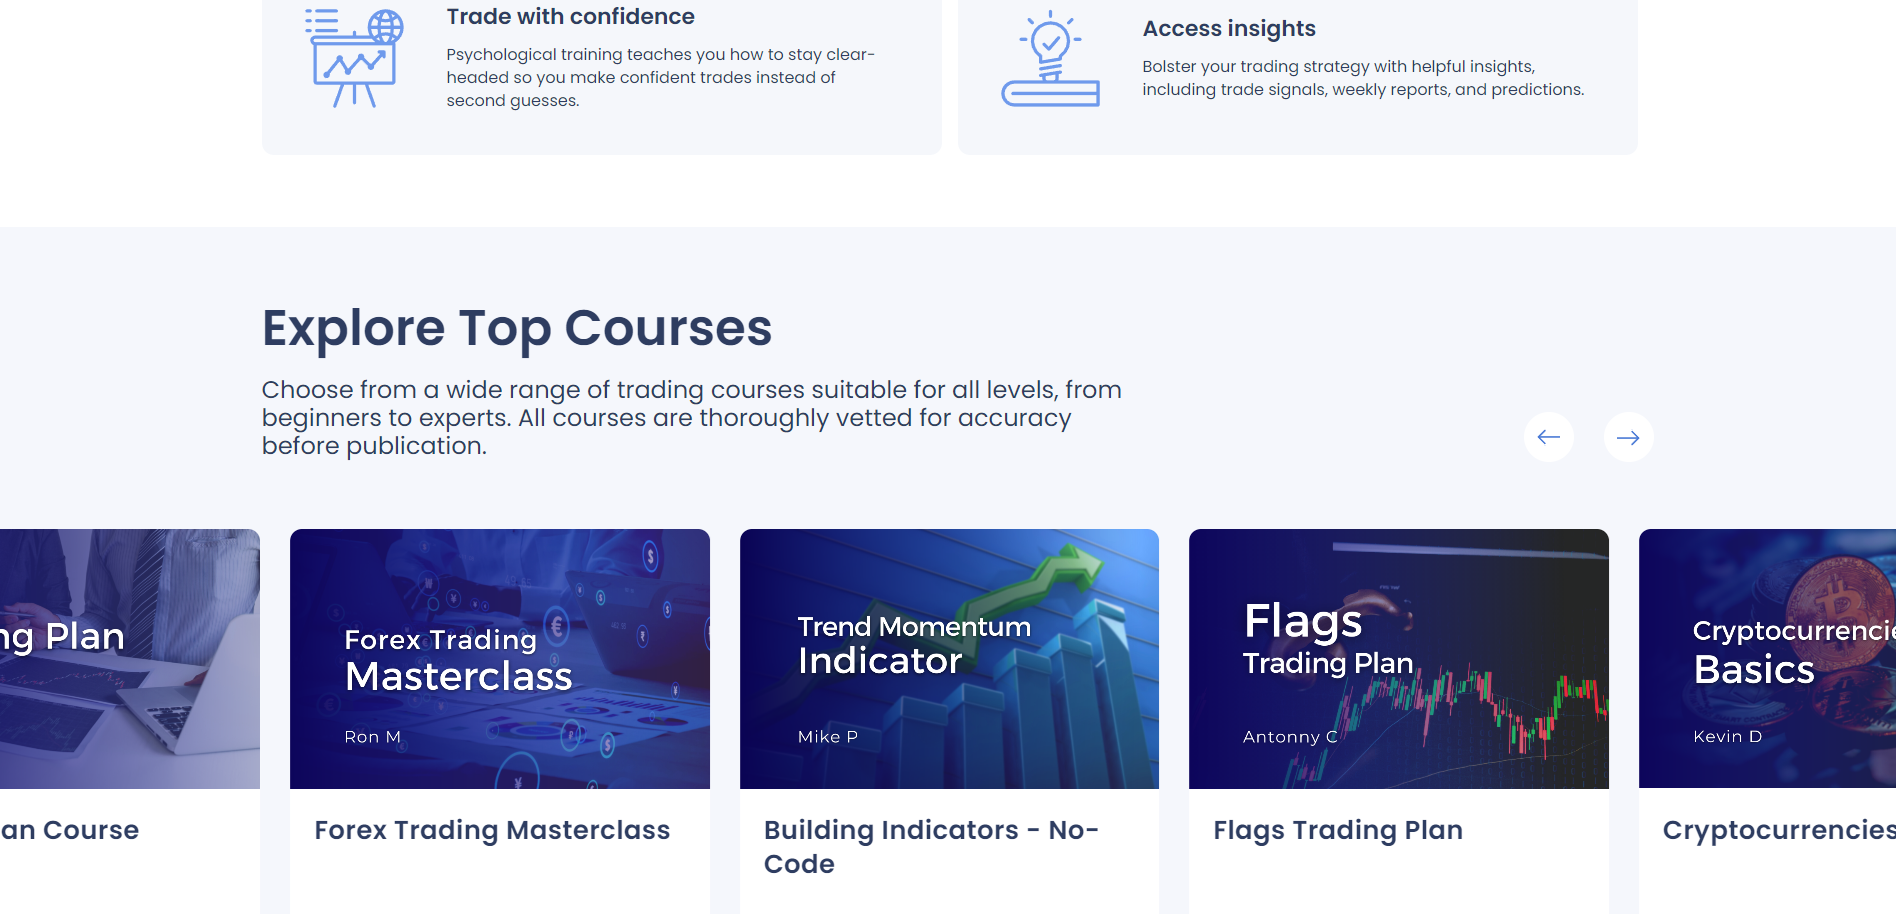 Trade with confidence
Psychological training teaches you how to stay clear-
headed so you make confident trades instead of
second guesses.
Access insights
Bolster your trading strategy with helpful insights,
including trade signals, weekly reports, and predictions.
Explore Top Courses
Choose from a wide range of trading courses suitable for all levels, from
beginners to experts. All courses are thoroughly vetted for accuracy
before publication.
ng Plan
an Course
Forex Trading
Masterclass
Ron M
Forex Trading Masterclass
Trend Momentum
Indicator
Mike P
Building Indicators - No-
Code
Flags
Trading Plan
Antonny C
Flags Trading Plan
Cryptocurrencie
Basics
Kevin D
Cryptocurrencies